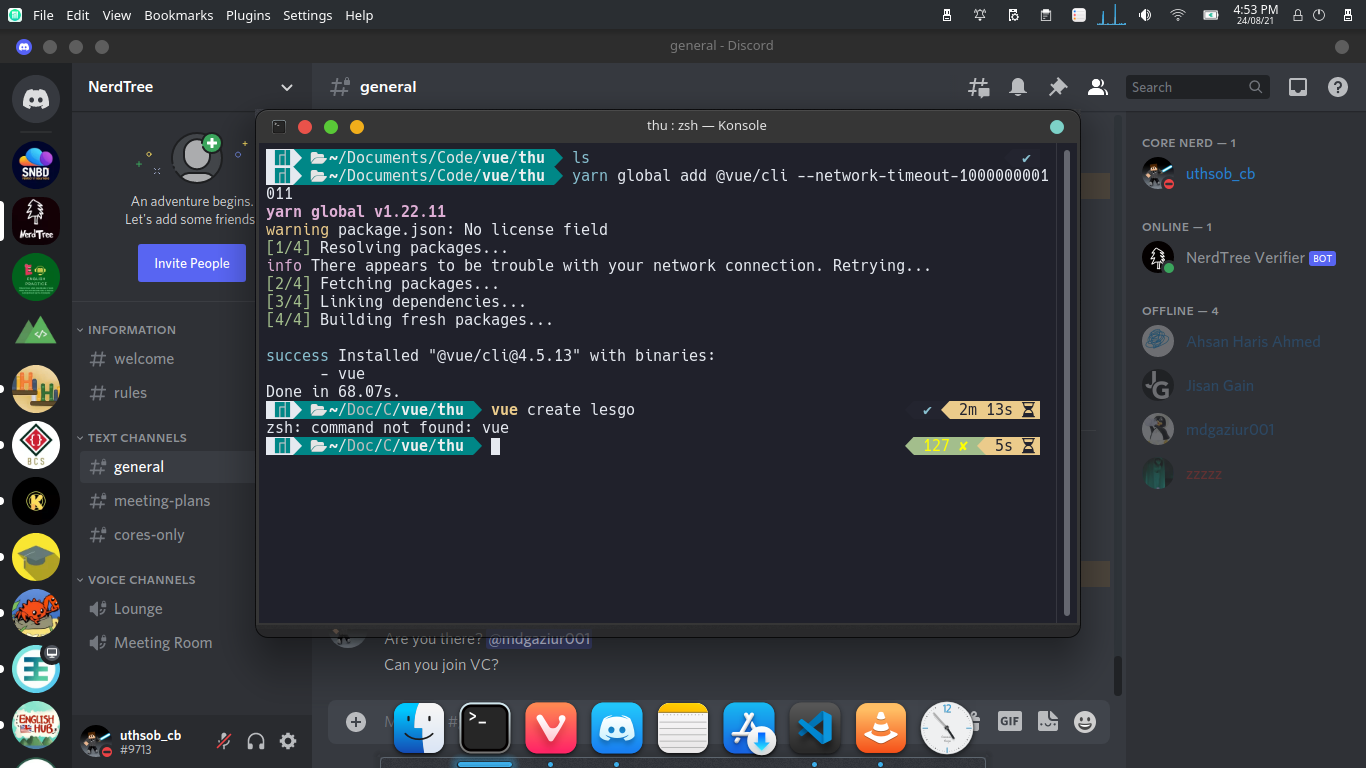 File Edit View Bookmarks Plugins Settings Help
4:53 PM
24/08/21
general - Discord
NerdTree
general
Search
SNBD
NerdTree
ENGLISH
PRACTICE
BCS
ENGLISH
HUB
An adventure begins.
Let's add some friends
Invite People
INFORMATION
welcome
rules
TEXT CHANNELS
general
meeting-plans
cores-only
VOICE CHANNELS
Lounge
Meeting Room
uthsob_cb
#9713
thu : zsh — Konsole
~/Documents/Code/vue/thu ls ✔
~/Documents/Code/vue/thu yarn global add @vue/cli --network-timeout-1000000001
011
yarn global v1.22.11
warning package.json: No license field
[1/4] Resolving packages...
info There appears to be trouble with your network connection. Retrying...
[2/4] Fetching packages...
[3/4] Linking dependencies...
[4/4] Building fresh packages...
success Installed "@vue/cli@4.5.13" with binaries:
- vue
Done in 68.07s.
~/Doc/C/vue/thu vue create lesgo ✔ 2m 13s
zsh: command not found: vue
~/Doc/C/vue/thu 127 ✘ 5s
Are you there? @mdgaziur001
Can you join VC?
GIF
12
CORE NERD — 1
uthsob_cb
ONLINE — 1
NerdTree Verifier BOT
OFFLINE — 4
Ahsan Haris Ahmed
Jisan Gain
mdgaziur001
zzzzz